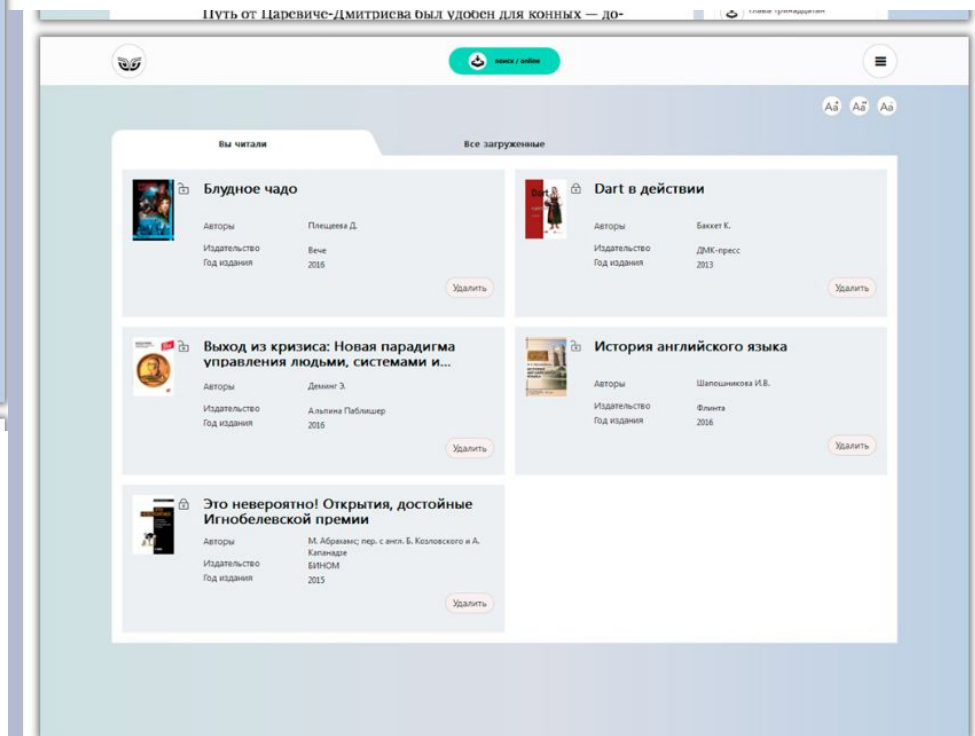 Путь от Царевиче-Дмитриева был удобен для конных — до-
Глава тринадцатая
поиск / online
Aa Aa Aa
Вы читали
Все загруженные
Блудное чадо
Авторы Плещеева Д.
Издательство Вече
Год издания 2016
Удалить
Dart
Dart в действии
Авторы Баккет К.
Издательство ДМК-пресс
Год издания 2013
Удалить
Выход из кризиса: Новая парадигма
управления людьми, системами и...
Авторы Деминг Э.
Издательство Альпина Паблишер
Год издания 2016
Удалить
История английского языка
Авторы Шапошникова И.В.
Издательство Флинта
Год издания 2016
Удалить
Это невероятно! Открытия, достойные
Игнобелевской премии
Авторы М. Абрахамс; пер. с англ. Б. Козловского и А.
Капанадзе
Издательство БИНОМ
Год издания 2015
Удалить